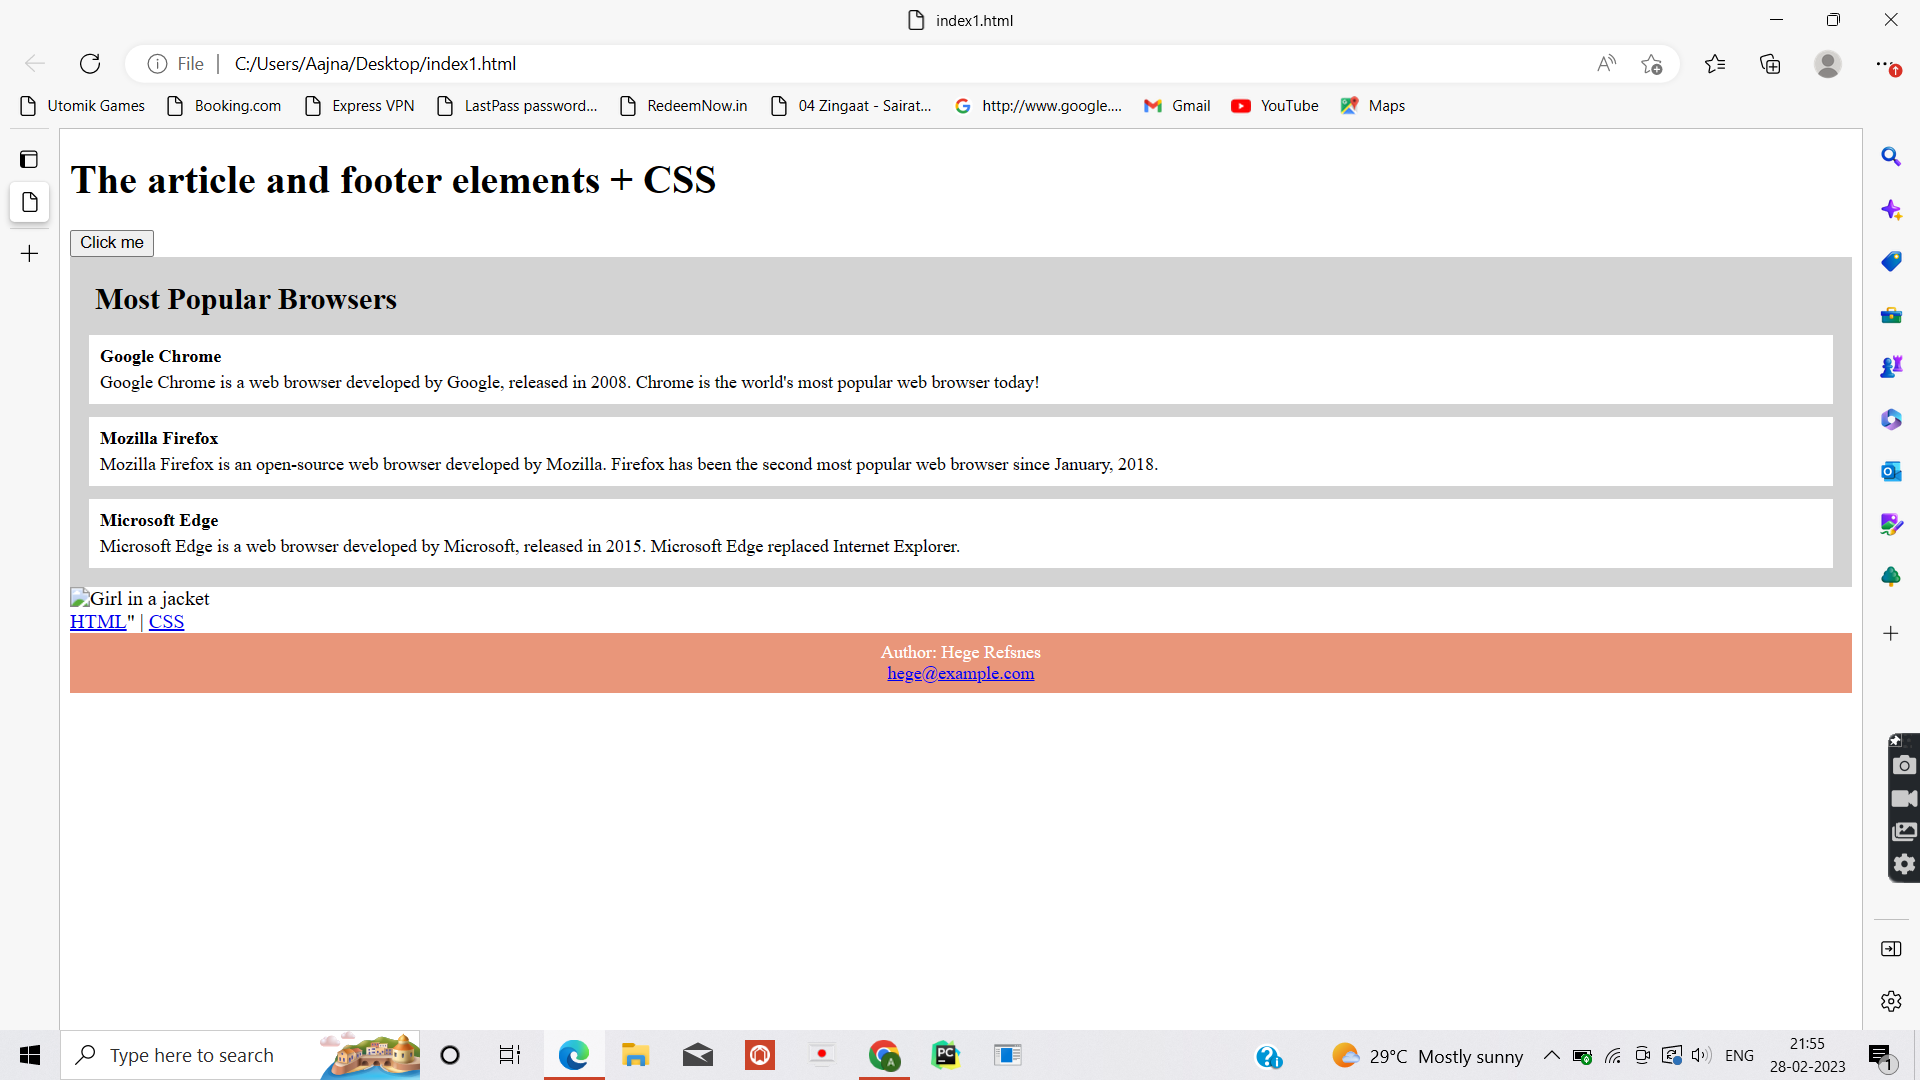 index1.html
File | C:/Users/Aajna/Desktop/index1.html
Utomik Games Booking.com Express VPN LastPass password... RedeemNow.in 04 Zingaat - Sairat... http://www.google.... Gmail YouTube Maps
The article and footer elements + CSS
Click me
Most Popular Browsers
Google Chrome
Google Chrome is a web browser developed by Google, released in 2008. Chrome is the world's most popular web browser today!
Mozilla Firefox
Mozilla Firefox is an open-source web browser developed by Mozilla. Firefox has been the second most popular web browser since January, 2018.
Microsoft Edge
Microsoft Edge is a web browser developed by Microsoft, released in 2015. Microsoft Edge replaced Internet Explorer.
Girl in a jacket
HTML" | CSS
Author: Hege Refsnes
hege@example.com
Type here to search
29°C Mostly sunny
ENG
21:55
28-02-2023
1